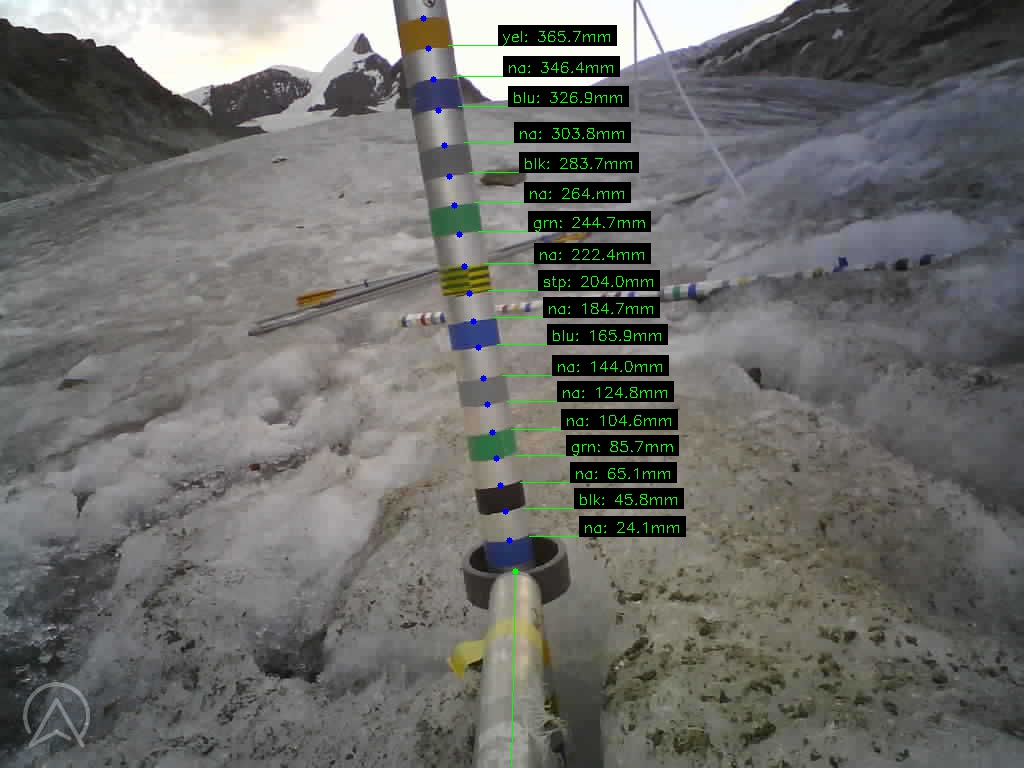 yel: 365.7mm
na: 346.4mm
blu: 326.9mm
na: 303.8mm
blk: 283.7mm
na: 264.mm
grn: 244.7mm
na: 222.4mm
stp: 204.0mm
na: 184.7mm
blu: 165.9mm
na: 144.0mm
na: 124.8mm
na: 104.6mm
grn: 85.7mm
na: 65.1mm
blk: 45.8mm
na: 24.1mm